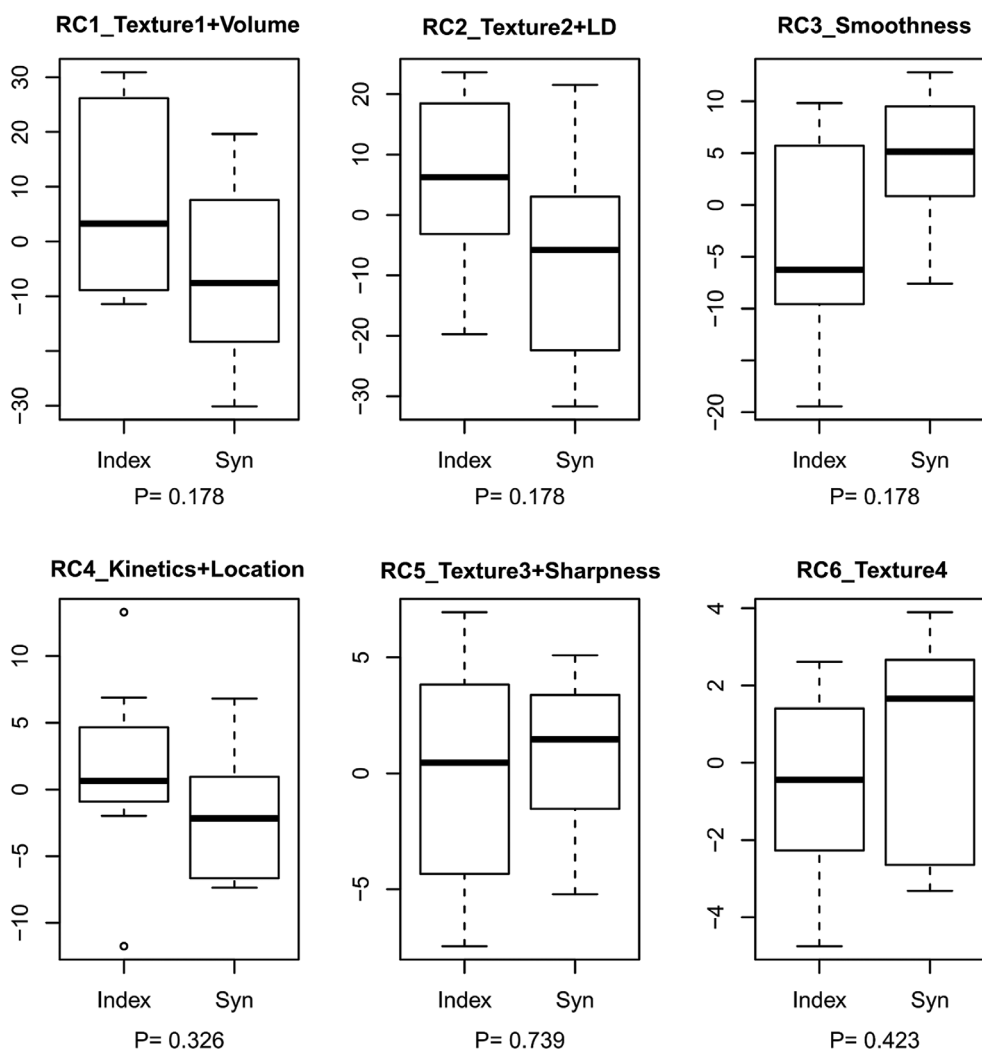 RC1_Texture1+Volume
RC2_Texture2+LD
RC3_Smoothness
30
20
10
0
−10
−30
Index
Syn
P= 0.178
20
10
0
−10
−20
−30
Index
Syn
P= 0.178
10
5
0
−5
−10
−20
Index
Syn
P= 0.178
RC4_Kinetics+Location
RC5_Texture3+Sharpness
RC6_Texture4
10
5
0
−5
−10
Index
Syn
P= 0.326
5
0
−5
Index
Syn
P= 0.739
4
2
0
−2
−4
Index
Syn
P= 0.423